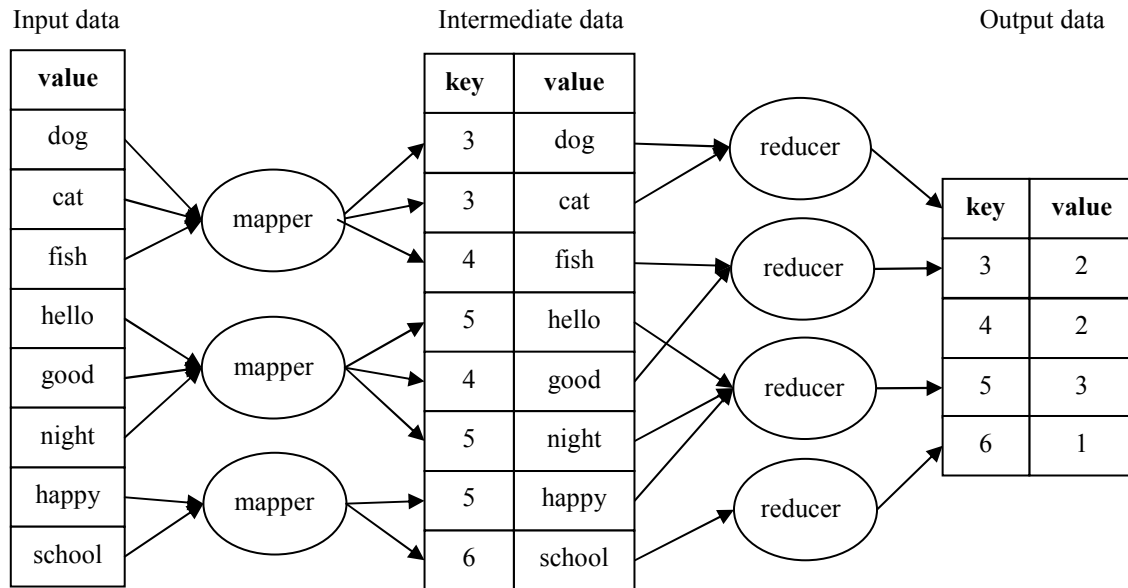 Input data
Intermediate data
Output data
value
dog
cat
fish
hello
good
night
happy
school
mapper
mapper
mapper
key value
3 dog
3 cat
4 fish
5 hello
4 good
5 night
5 happy
6 school
reducer
reducer
reducer
reducer
key value
3 2
4 2
5 3
6 1